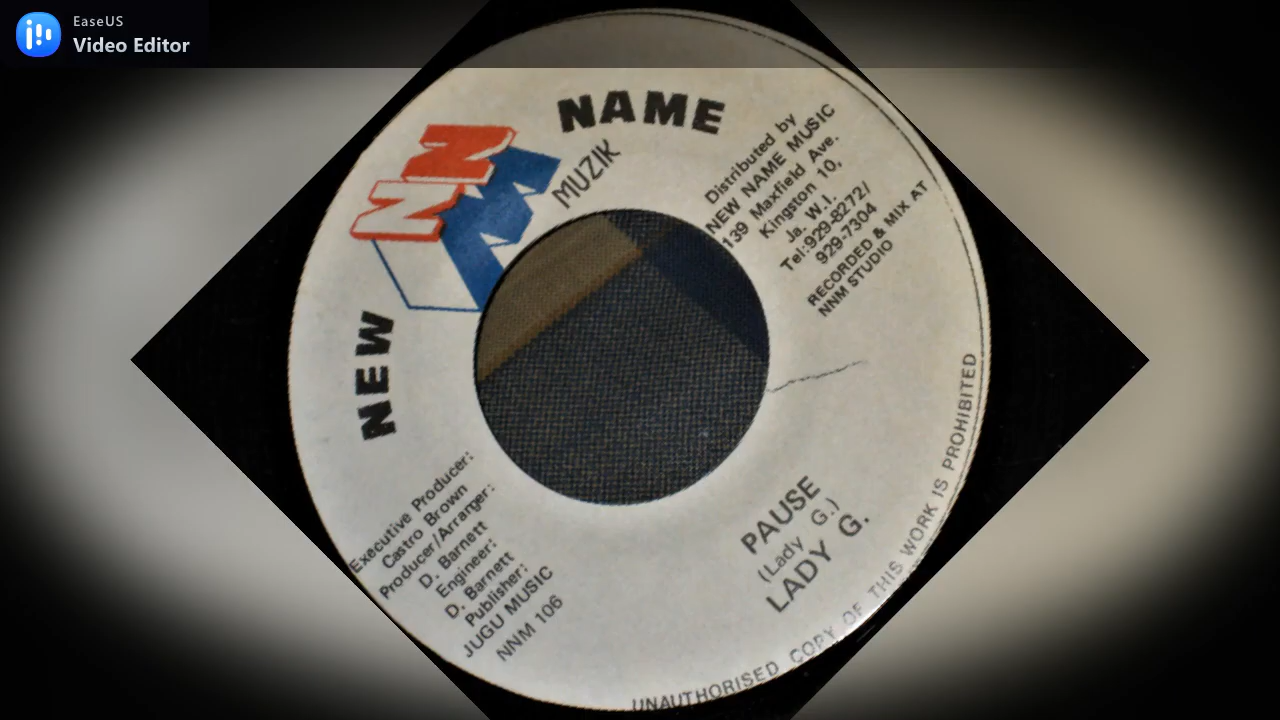 EaseUS
Video Editor
NEW NAME
MUZIK
NNM
Distributed by
NEW NAME MUSIC
139 Maxfield Ave.
Kingston 10,
Ja. W.I.
Tel:929-8272/
929-7304
RECORDED & MIX AT
NNM STUDIO
Executive Producer:
Castro Brown
Producer/Arranger:
D. Barnett
Engineer:
D. Barnett
Publisher:
JUGU MUSIC
NNM 106
PAUSE
(Lady G.)
LADY G.
UNAUTHORISED COPY OF THIS WORK IS PROHIBITED